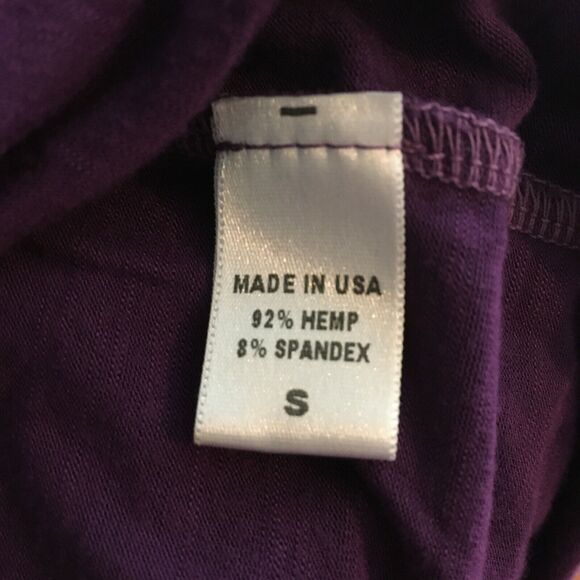 MADE IN USA
92% HEMP
8% SPANDEX
S